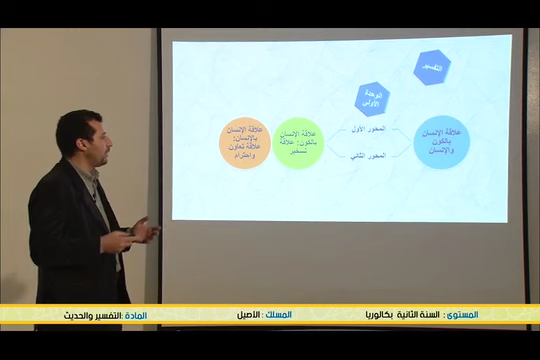 التفسير
الوحدة
الأولى
علاقة الإنسان
بالكون
والإنسان
المحور الأول
المحور الثاني
علاقة الإنسان
بالكون: علاقة
تسخير
علاقة الإنسان
بالإنسان:
علاقة تعاون
واحترام
المستوى : السنة الثانية بكالوريا
المسلك : الأصيل
المادة :التفسير والحديث